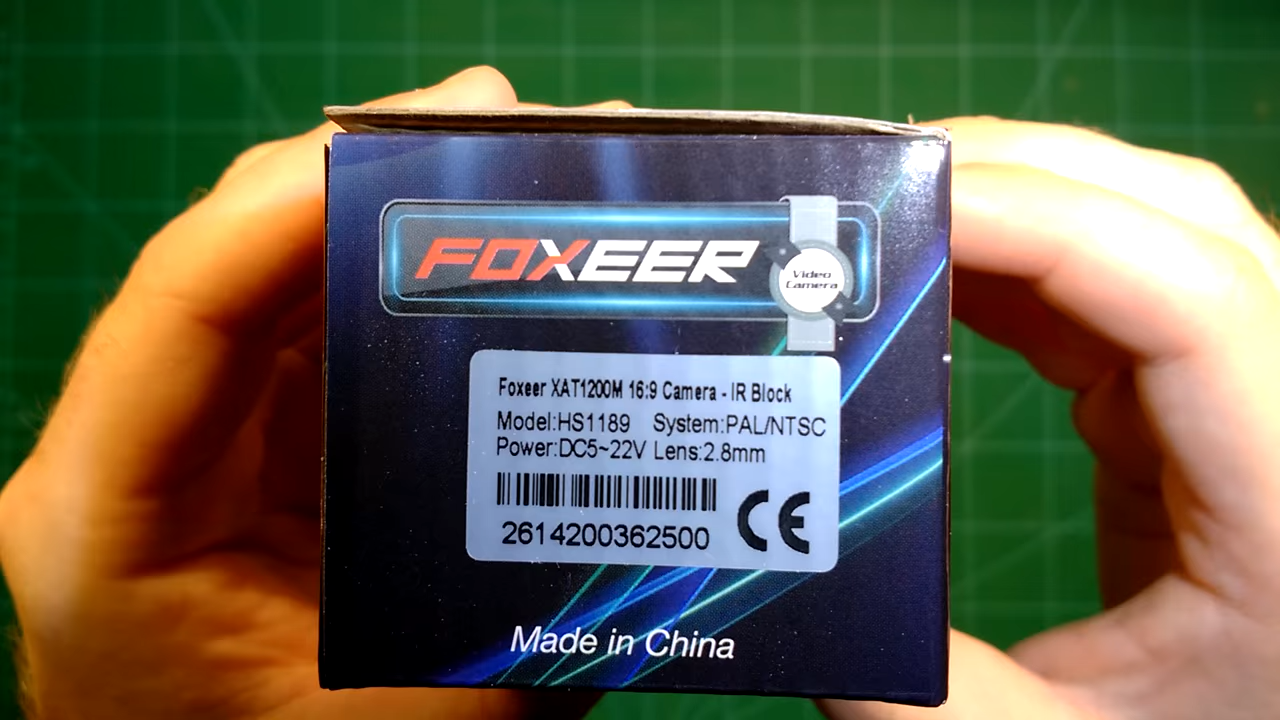 FOXEER
Video
Camera
Foxeer XAT1200M 16:9 Camera - IR Block
Model:HS1189 System:PAL/NTSC
Power:DC5~22V Lens:2.8mm
2614200362500
CE
Made in China